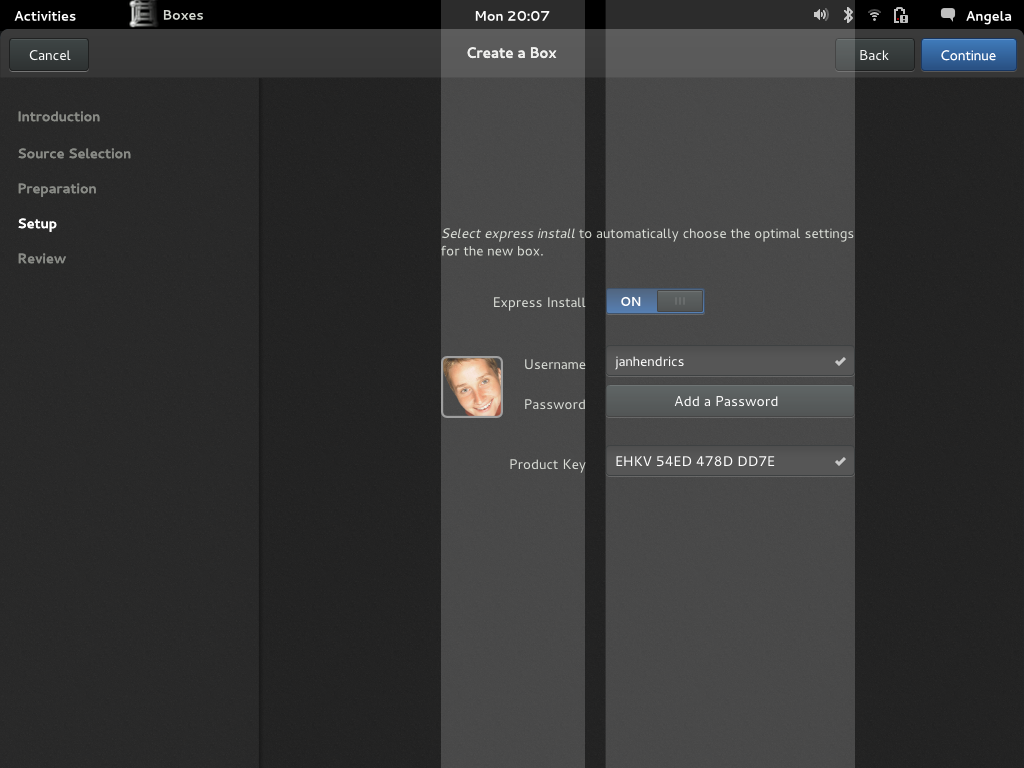 Activities Boxes Mon 20:07 Angela
Cancel Create a Box Back Continue
Introduction
Source Selection
Preparation
Setup
Review
Select express install to automatically choose the optimal settings
for the new box.
Express Install ON
Username janhendrics
Password Add a Password
Product Key EHKV 54ED 478D DD7E